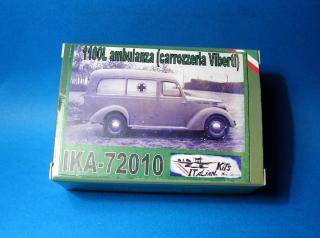 1100L ambulanza (carrozzeria Viberti)
IKA-72010
ITALIAN Kits